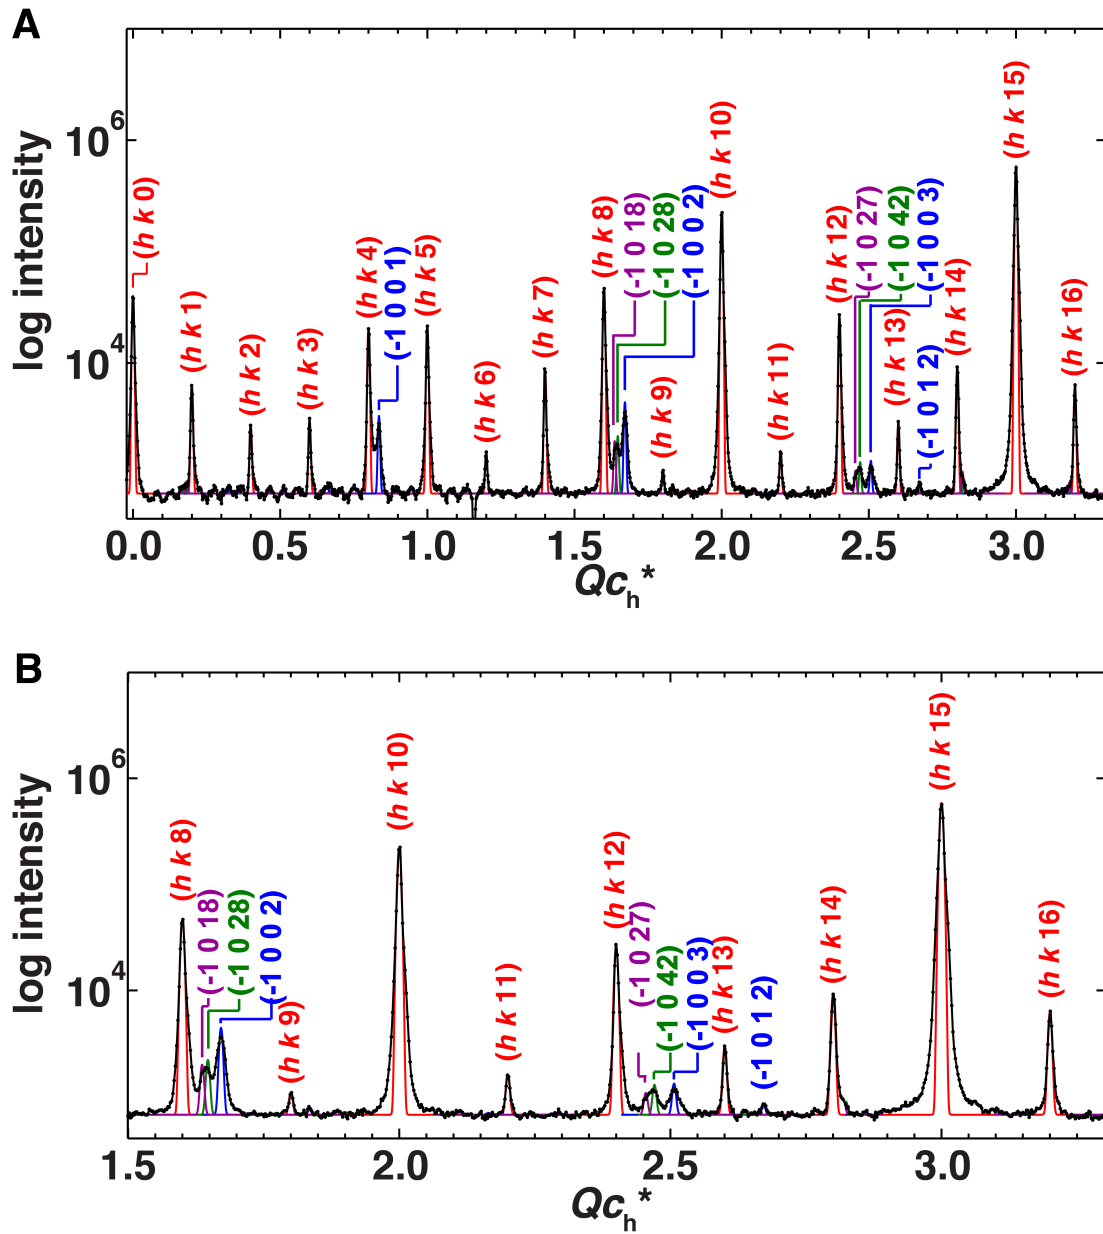 A
log intensity
10^6
10^4
(h k 0)
(h k 1)
(h k 2)
(h k 3)
(h k 4)
(-1 0 0 1)
(h k 5)
(h k 6)
(h k 7)
(h k 8)
(-1 0 18)
(-1 0 28)
(-1 0 0 2)
(h k 9)
(h k 10)
(h k 11)
(h k 12)
(-1 0 27)
(-1 0 42)
(-1 0 0 3)
(h k 13)
(-1 0 1 2)
(h k 14)
(h k 15)
(h k 16)
0.0 0.5 1.0 1.5 2.0 2.5 3.0
Qc_h*
B
log intensity
10^6
10^4
(h k 8)
(-1 0 18)
(-1 0 28)
(-1 0 0 2)
(h k 9)
(h k 10)
(h k 11)
(h k 12)
(-1 0 27)
(-1 0 42)
(-1 0 0 3)
(h k 13)
(-1 0 1 2)
(h k 14)
(h k 15)
(h k 16)
1.5 2.0 2.5 3.0
Qc_h*